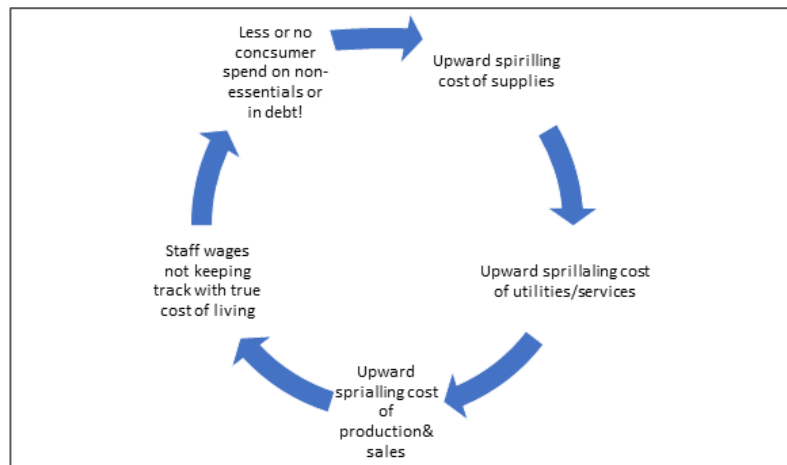 Less or no
concsumer
spend on non-
essentials or
in debt!
Upward spirilling
cost of supplies
Upward sprillaling cost
of utilities/services
Upward
sprialling cost
of
production&
sales
Staff wages
not keeping
track with true
cost of living